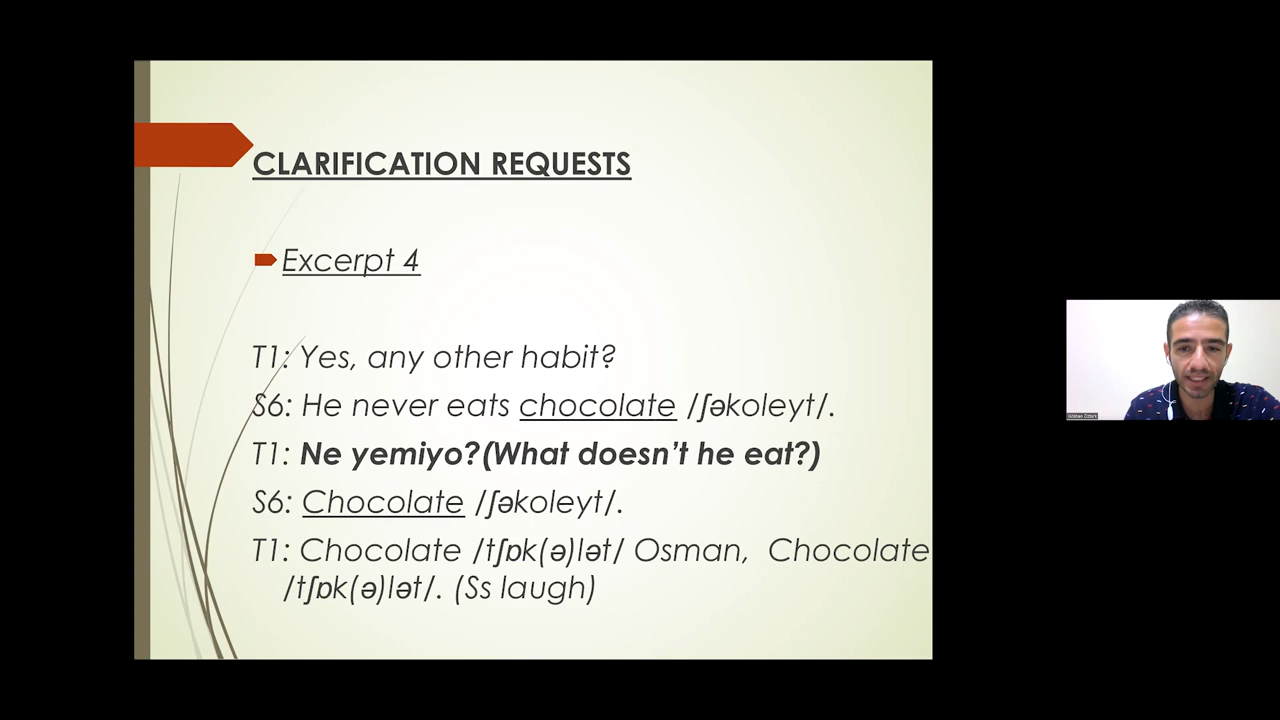 CLARIFICATION REQUESTS
Excerpt 4
T1: Yes, any other habit?
S6: He never eats chocolate /ʃəkoleyt/.
T1: Ne yemiyo?(What doesn't he eat?)
S6: Chocolate /ʃəkoleyt/.
T1: Chocolate /tʃɒk(ə)lət/ Osman,  Chocolate
/tʃɒk(ə)lət/. (Ss laugh)